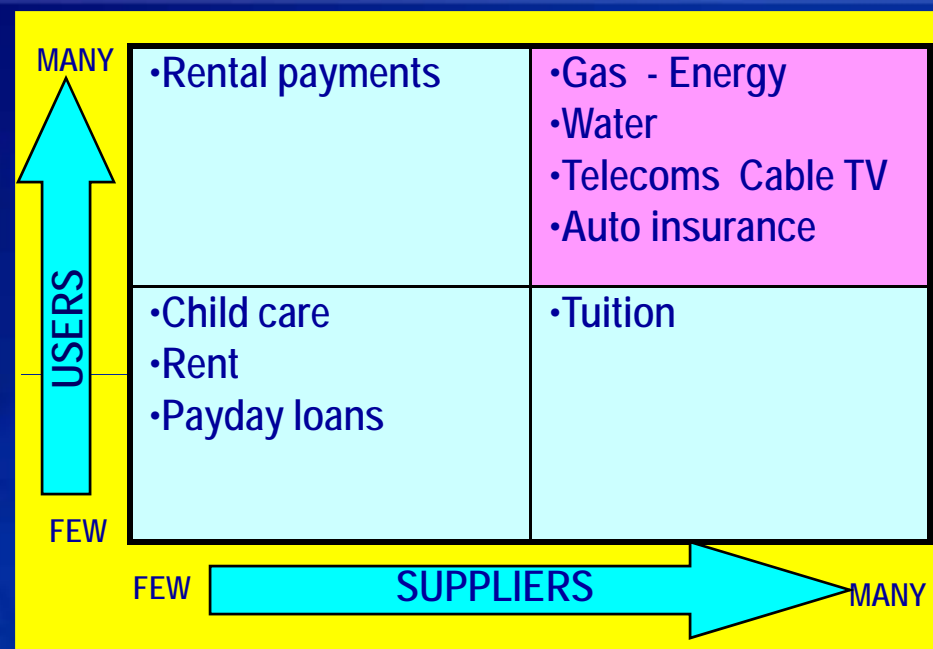 MANY
•Rental payments
•Gas - Energy
•Water
•Telecoms Cable TV
•Auto insurance
USERS
•Child care
•Rent
•Payday loans
•Tuition
FEW
FEW
SUPPLIERS
MANY